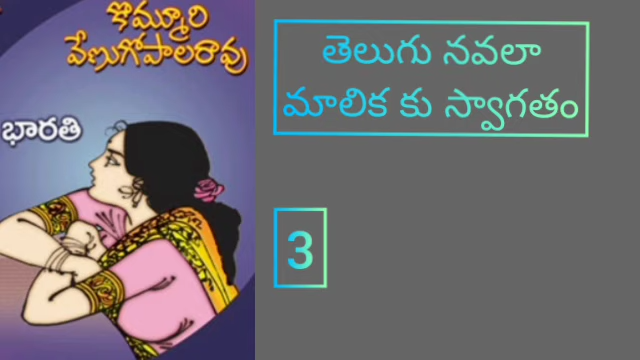 కొమ్మూరి
వేణుగోపాలరావు
భారతి
తెలుగు నవలా
మాలిక కు స్వాగతం
3